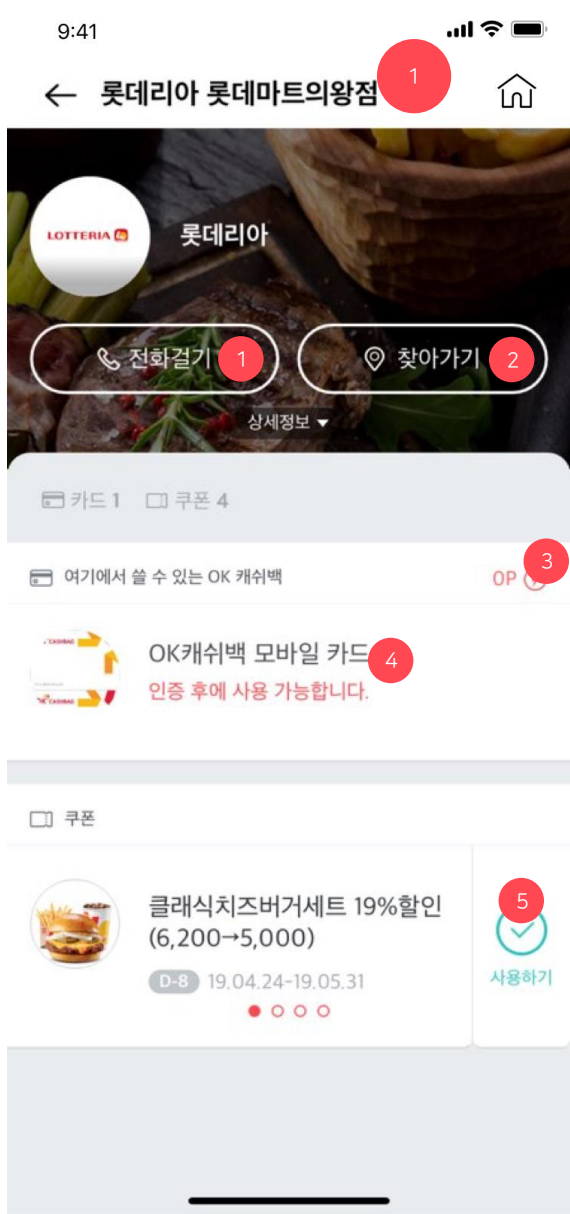 9:41
롯데리아 롯데마트의왕점
1
LOTTERIA
롯데리아
전화걸기 1
찾아가기 2
상세정보 ▼
카드 1 쿠폰 4
여기에서 쓸 수 있는 OK 캐쉬백
0P
3
OK캐쉬백 모바일 카드
4
인증 후에 사용 가능합니다.
쿠폰
클래식치즈버거세트 19%할인
(6,200→5,000)
D-8 19.04.24-19.05.31
5
사용하기